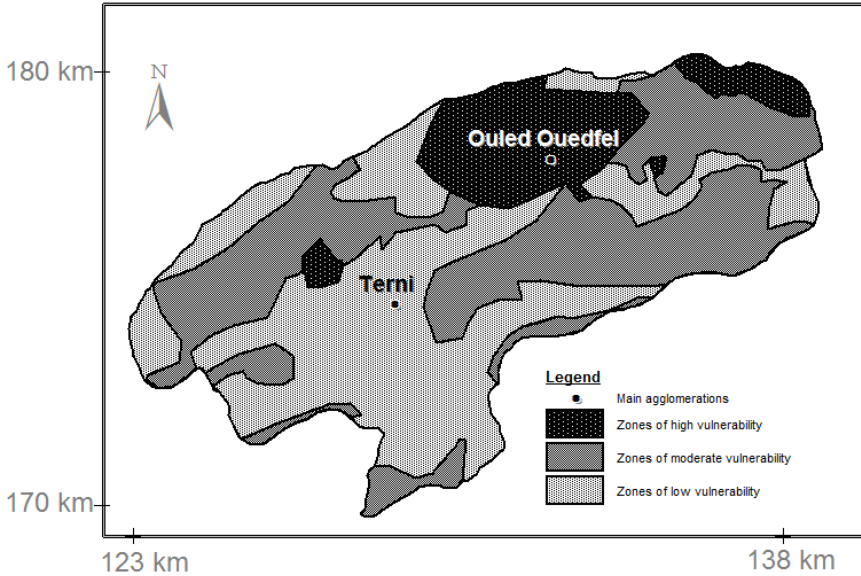 180 km
N
Ouled Ouedfel
Terni
Legend
Main agglomerations
Zones of high vulnerability
Zones of moderate vulnerability
Zones of low vulnerability
170 km
123 km
138 km